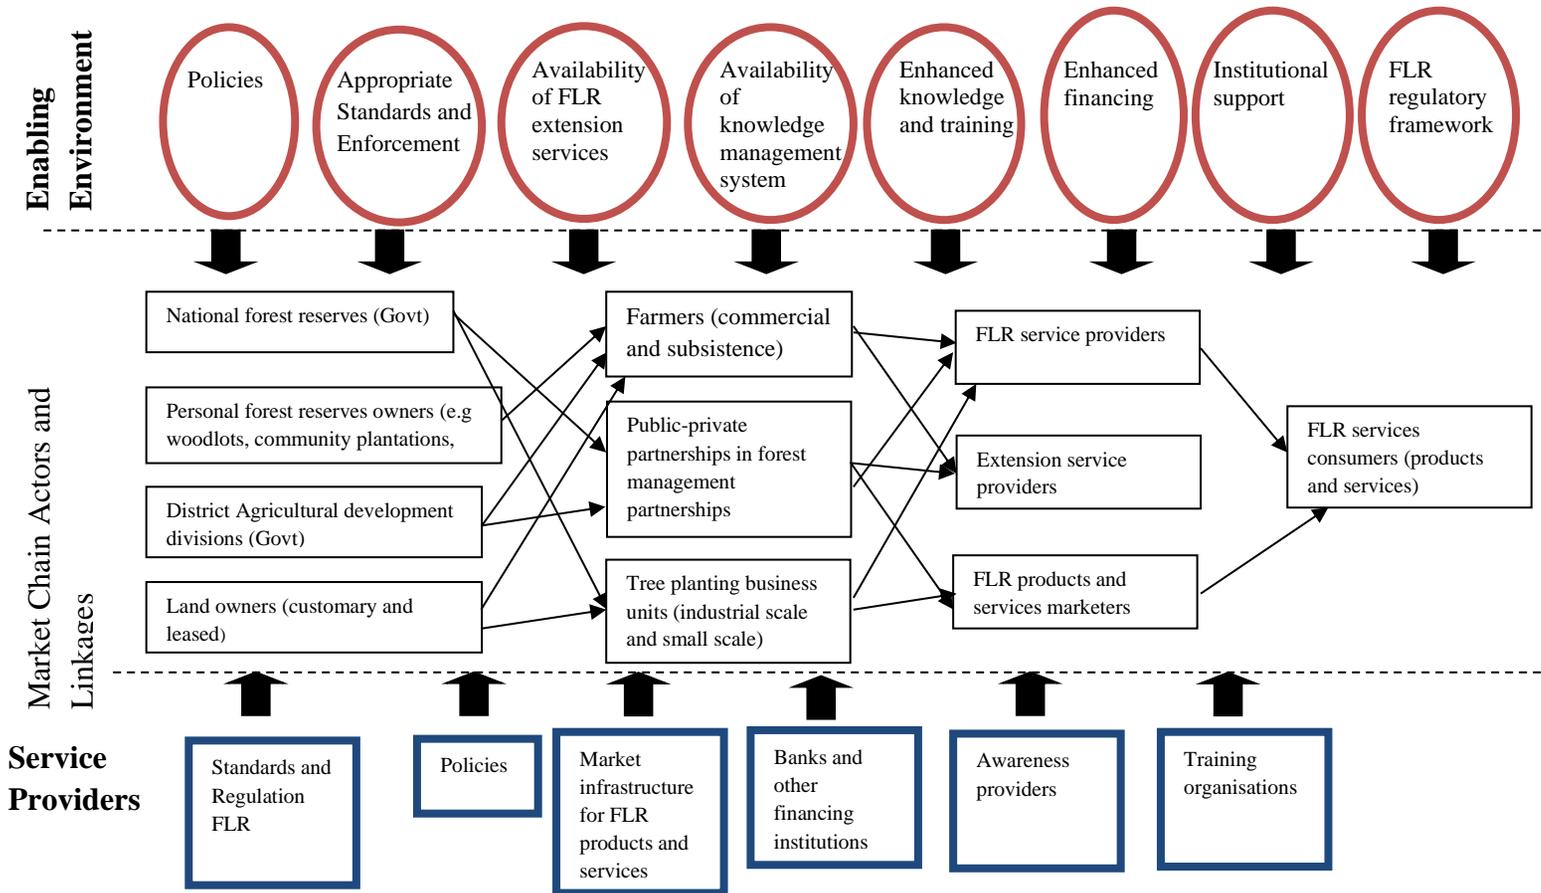 Enabling
Environment
Policies
Appropriate
Standards and
Enforcement
Availability
of FLR
extension
services
Availability
of
knowledge
management
system
Enhanced
knowledge
and training
Enhanced
financing
Institutional
support
FLR
regulatory
framework
Market Chain Actors and
Linkages
National forest reserves (Govt)
Personal forest reserves owners (e.g
woodlots, community plantations,
District Agricultural development
divisions (Govt)
Land owners (customary and
leased)
Farmers (commercial
and subsistence)
Public-private
partnerships in forest
management
partnerships
Tree planting business
units (industrial scale
and small scale)
FLR service providers
Extension service
providers
FLR products and
services marketers
FLR services
consumers (products
and services)
Service
Providers
Standards and
Regulation
FLR
Policies
Market
infrastructure
for FLR
products and
services
Banks and
other
financing
institutions
Awareness
providers
Training
organisations